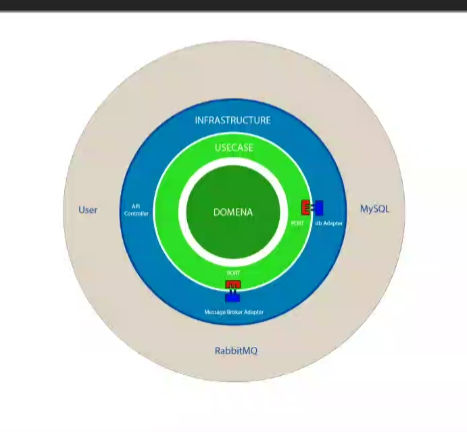 INFRASTRUCTURE
USECASE
User
API
Controller
DOMENA
PORT
db Adapter
MySQL
PORT
Message Broker Adapter
RabbitMQ